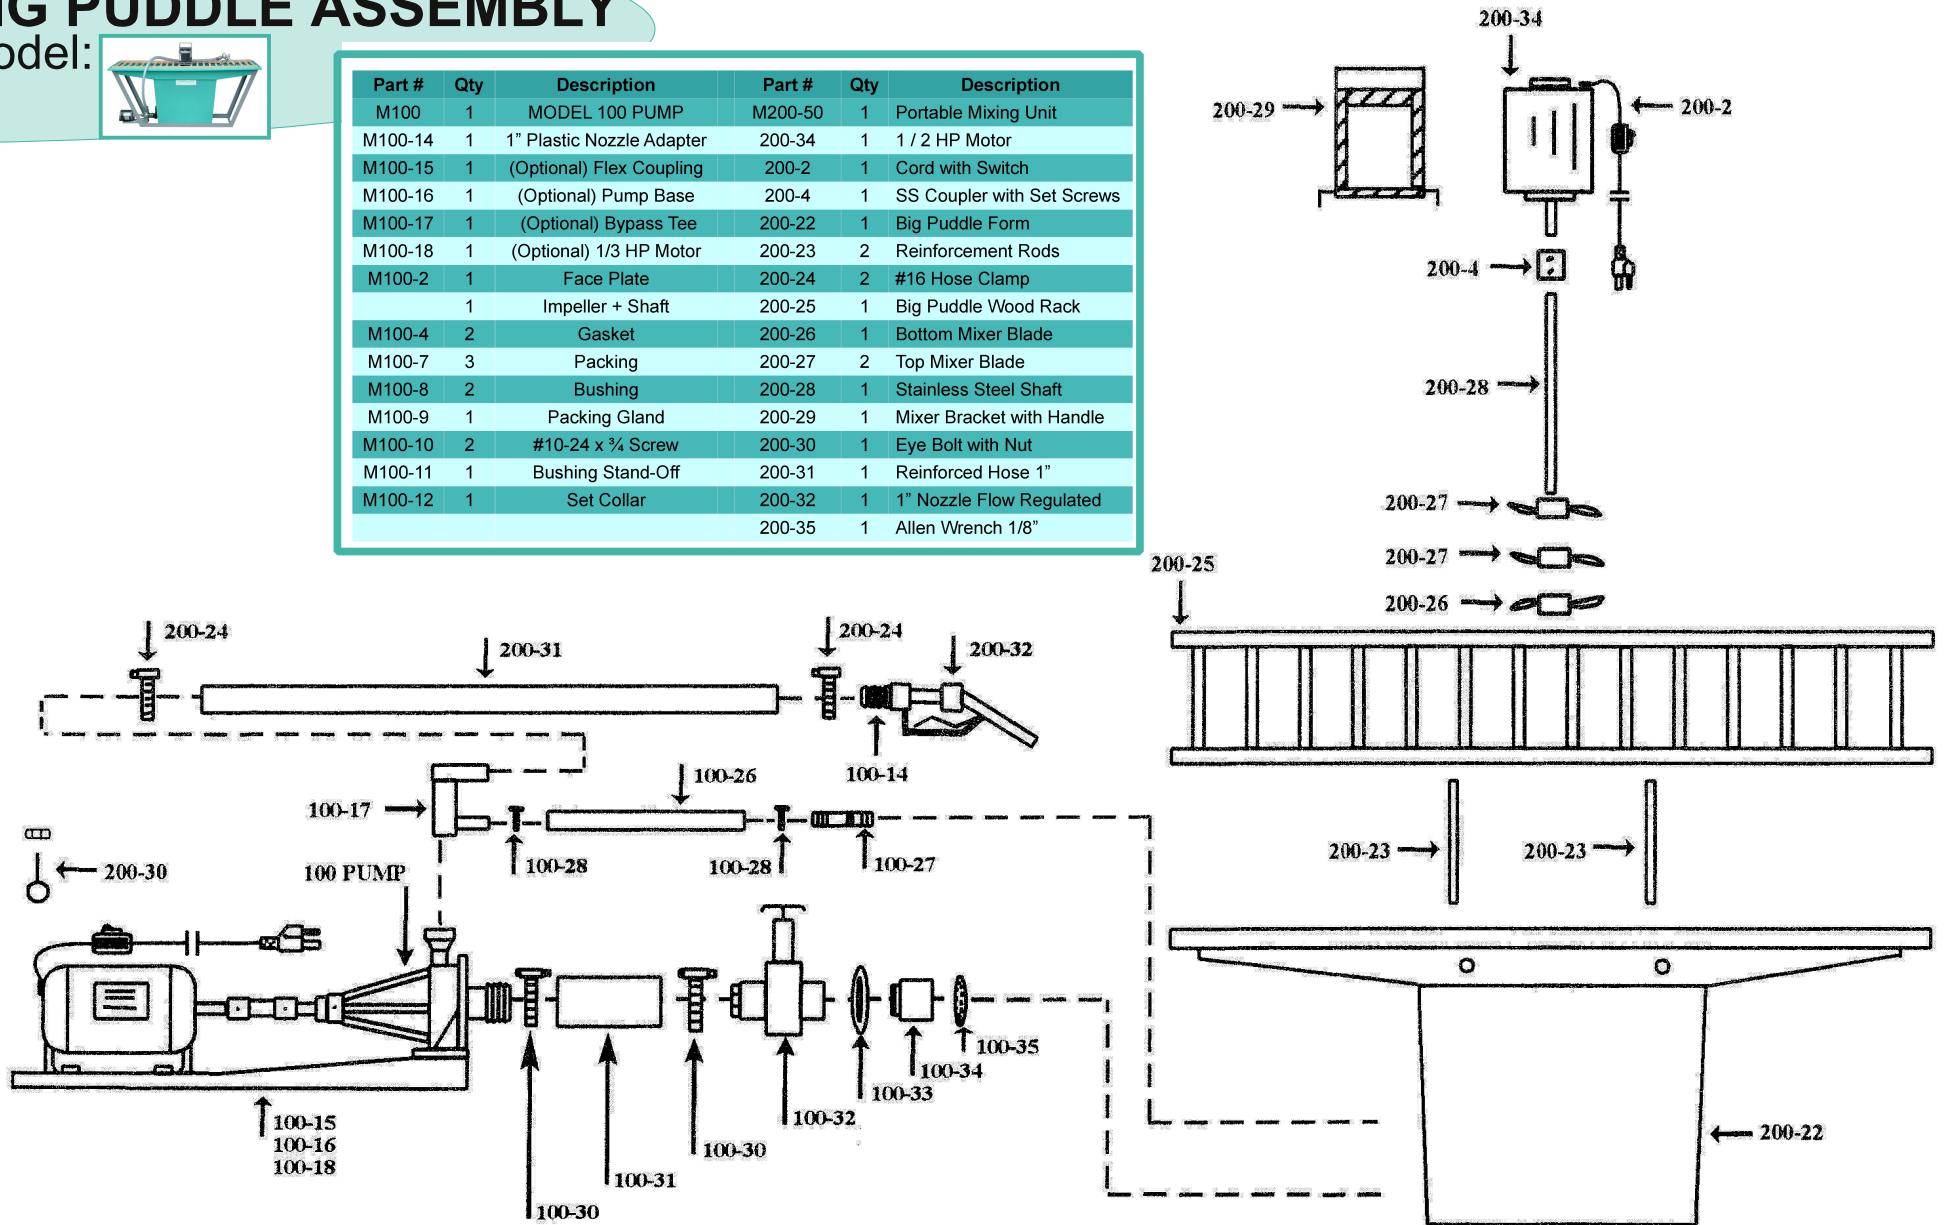 IG PUDDLE ASSEMBLY
odel:
Part # Qty Description Part # Qty Description
M100 1 MODEL 100 PUMP M200-50 1 Portable Mixing Unit
M100-14 1 1” Plastic Nozzle Adapter 200-34 1 1 / 2 HP Motor
M100-15 1 (Optional) Flex Coupling 200-2 1 Cord with Switch
M100-16 1 (Optional) Pump Base 200-4 1 SS Coupler with Set Screws
M100-17 1 (Optional) Bypass Tee 200-22 1 Big Puddle Form
M100-18 1 (Optional) 1/3 HP Motor 200-23 2 Reinforcement Rods
M100-2 1 Face Plate 200-24 2 #16 Hose Clamp
1 Impeller + Shaft 200-25 1 Big Puddle Wood Rack
M100-4 2 Gasket 200-26 1 Bottom Mixer Blade
M100-7 3 Packing 200-27 2 Top Mixer Blade
M100-8 2 Bushing 200-28 1 Stainless Steel Shaft
M100-9 1 Packing Gland 200-29 1 Mixer Bracket with Handle
M100-10 2 #10-24 x ¾ Screw 200-30 1 Eye Bolt with Nut
M100-11 1 Bushing Stand-Off 200-31 1 Reinforced Hose 1”
M100-12 1 Set Collar 200-32 1 1” Nozzle Flow Regulated
200-35 1 Allen Wrench 1/8”
200-34
200-29
200-2
200-4
200-28
200-27
200-27
200-26
200-25
200-24
200-31
200-24
200-32
100-14
100-26
100-17
100-28
100-28
100-27
200-23
200-23
200-30
100 PUMP
100-35
100-34
100-33
100-32
100-15
100-16
100-18
100-30
100-31
100-30
200-22